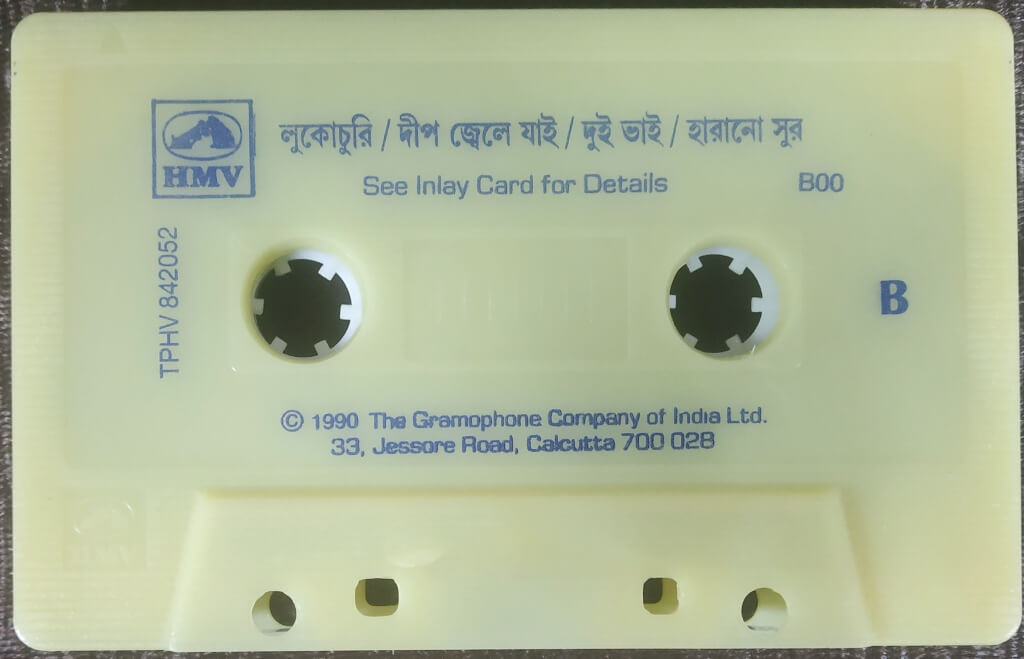 লুকোচুরি / দীপ জ্বেলে যাই / দুই ভাই / হারানো সুর
HMV
See Inlay Card for Details
B00
TPHV 842052
B
© 1990 The Gramophone Company of India Ltd.
33, Jessore Road, Calcutta 700 028